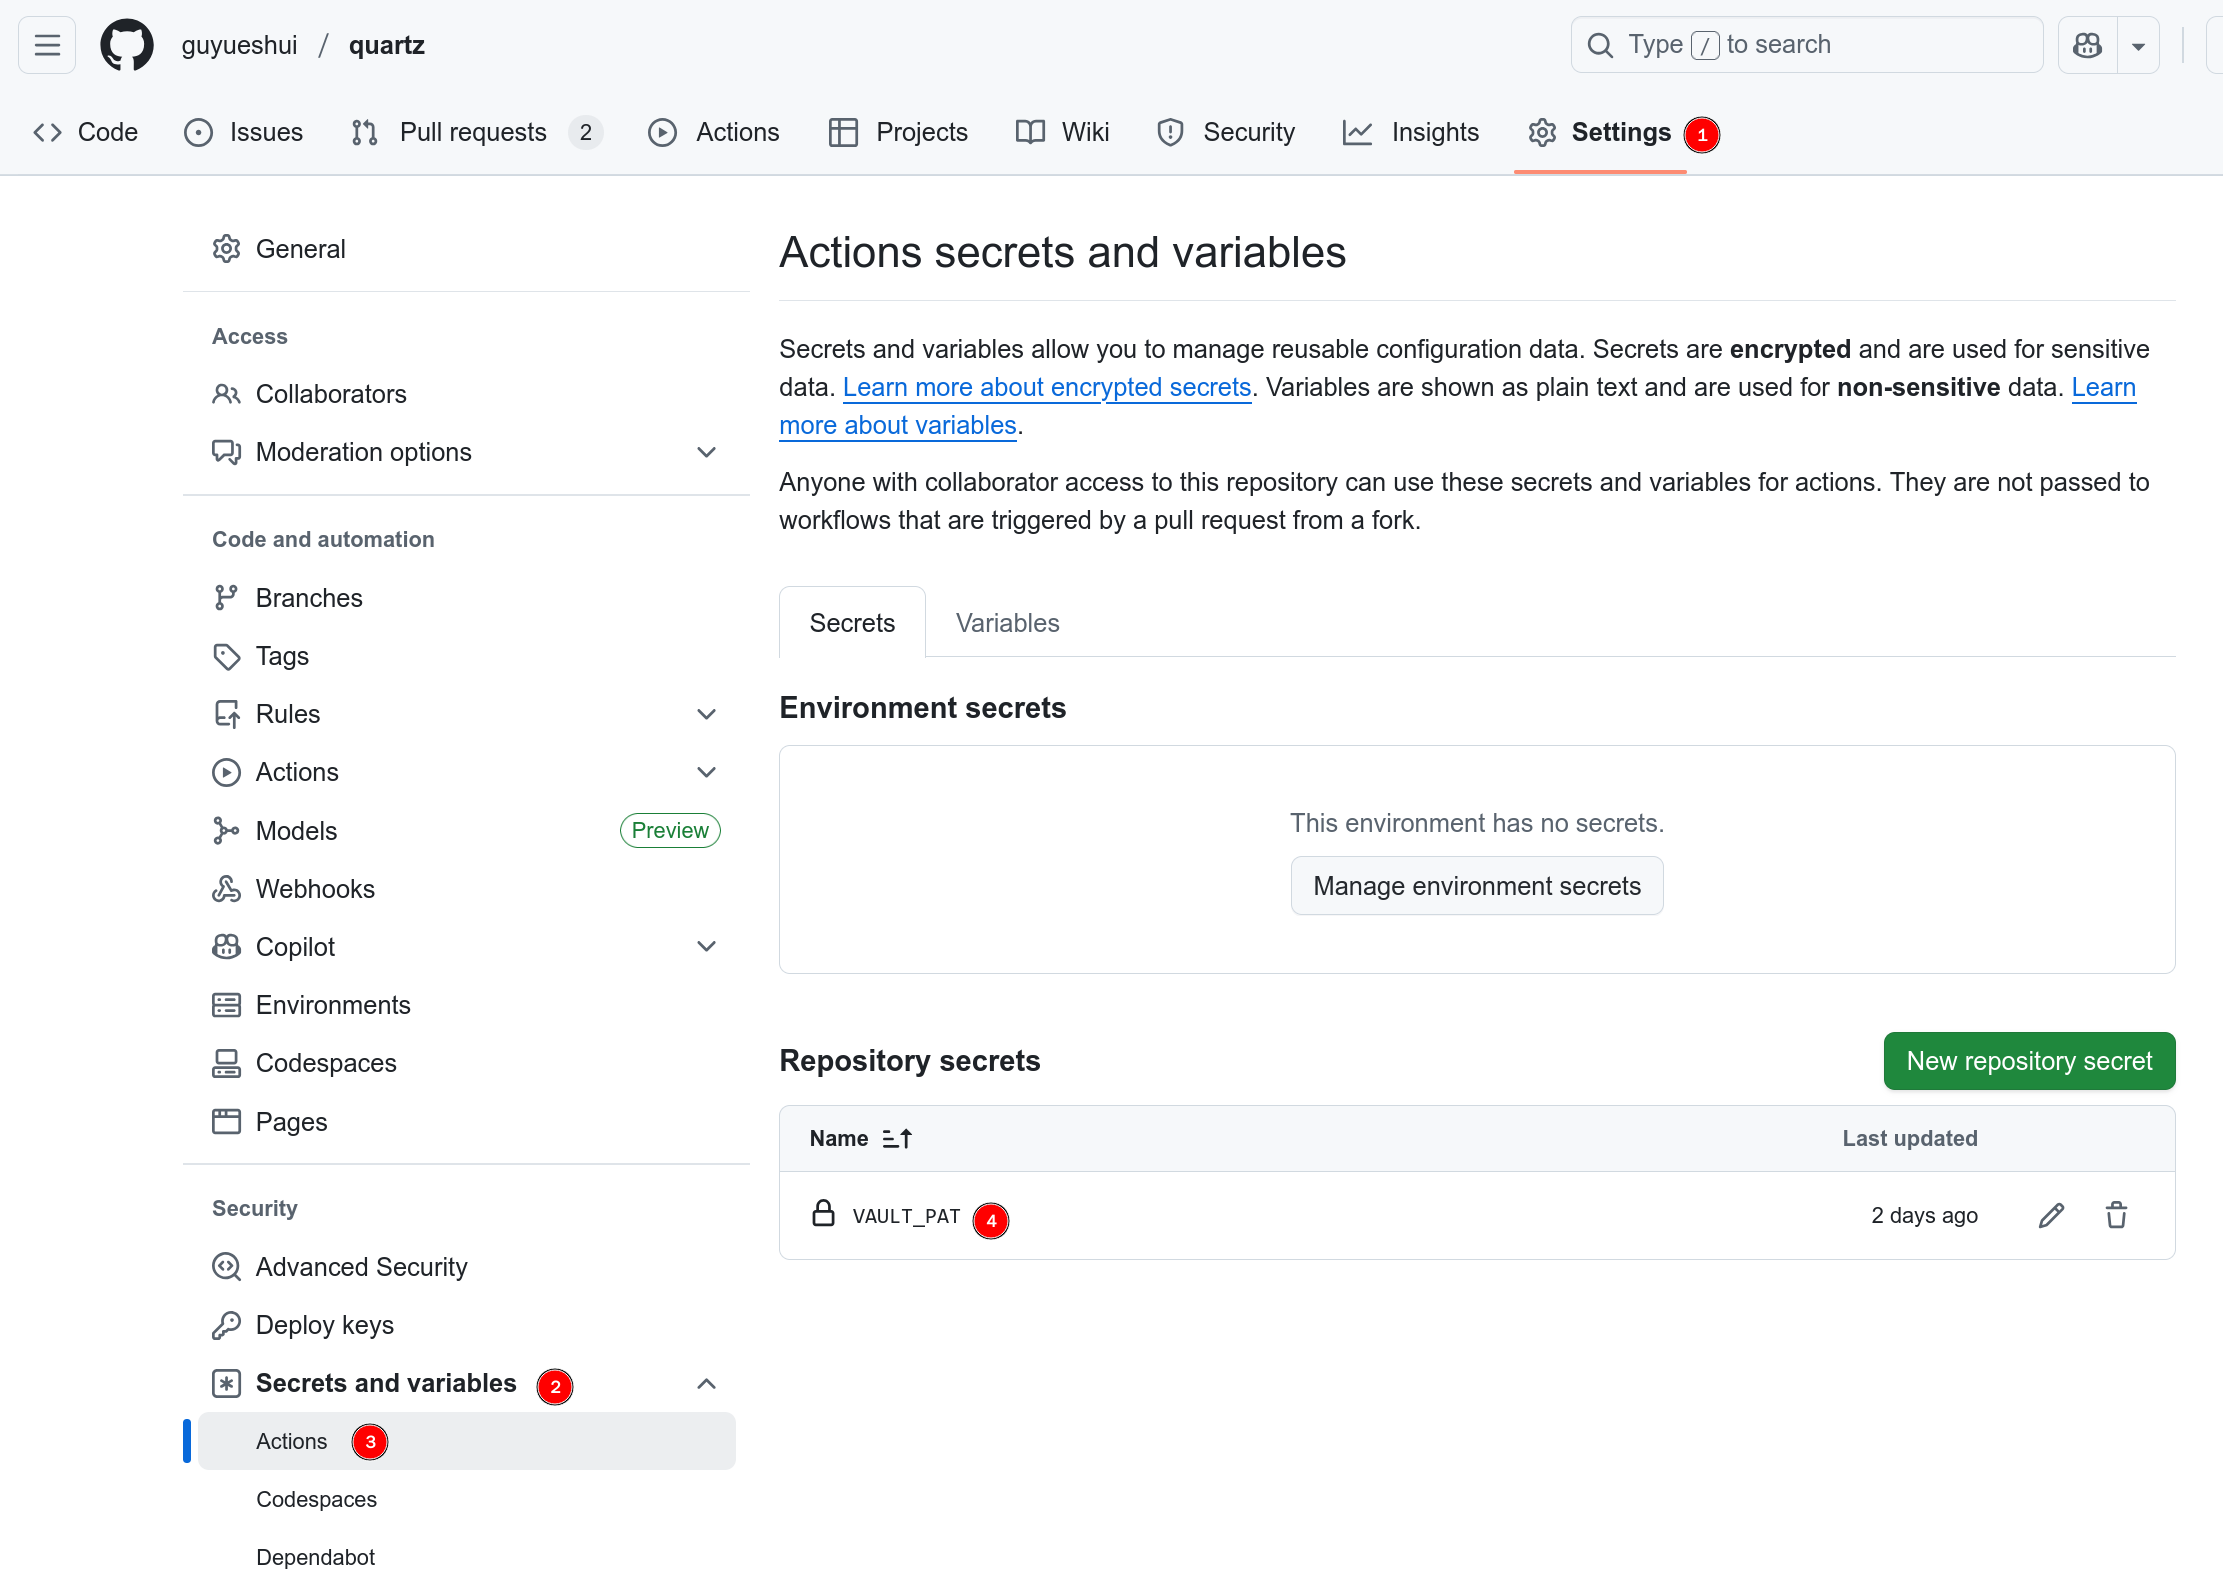 guyueshui / quartz
Type / to search
Code
Issues
Pull requests 2
Actions
Projects
Wiki
Security
Insights
Settings 1
General
Access
Collaborators
Moderation options
Code and automation
Branches
Tags
Rules
Actions
Models Preview
Webhooks
Copilot
Environments
Codespaces
Pages
Security
Advanced Security
Deploy keys
Secrets and variables 2
Actions 3
Codespaces
Dependabot
Actions secrets and variables
Secrets and variables allow you to manage reusable configuration data. Secrets are encrypted and are used for sensitive
data. Learn more about encrypted secrets. Variables are shown as plain text and are used for non-sensitive data. Learn
more about variables.
Anyone with collaborator access to this repository can use these secrets and variables for actions. They are not passed to
workflows that are triggered by a pull request from a fork.
Secrets
Variables
Environment secrets
This environment has no secrets.
Manage environment secrets
Repository secrets
New repository secret
Name
Last updated
VAULT_PAT 4
2 days ago